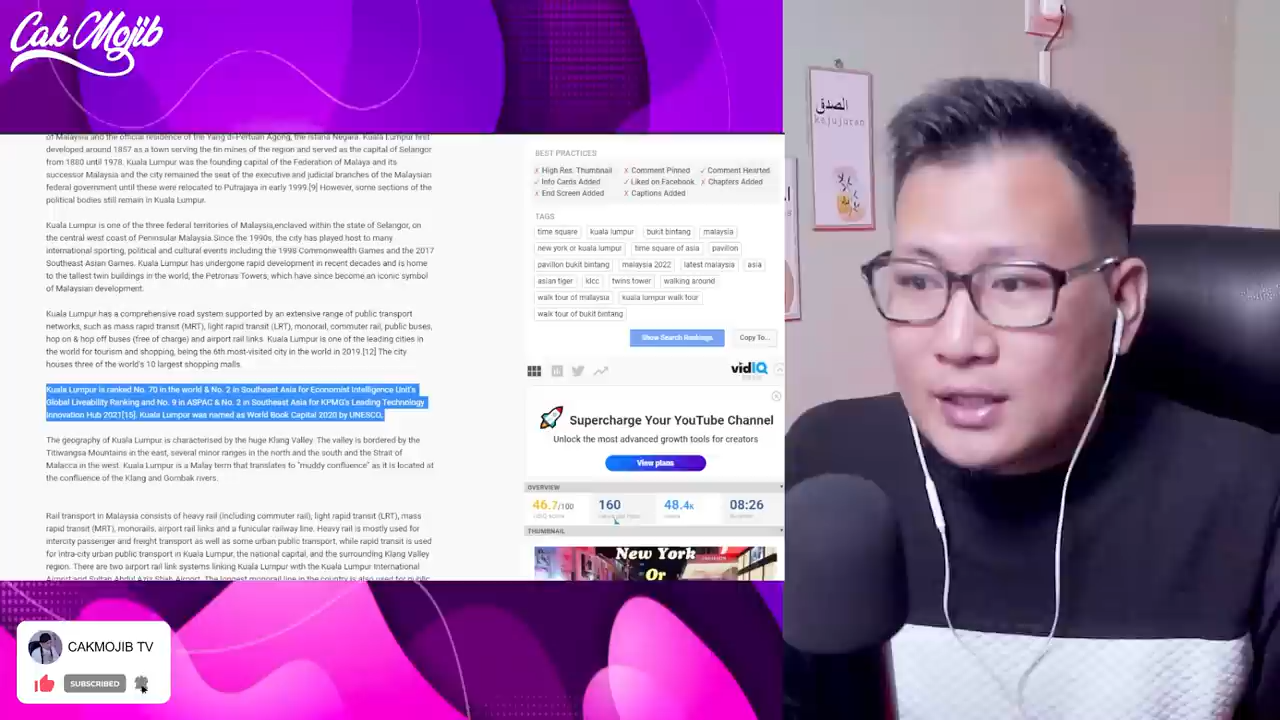 Cak Mojib
of Malaysia and the official residence of the Yang di-Pertuan Agong, the Istana Negara. Kuala Lumpur first
developed around 1857 as a town serving the tin mines of the region and served as the capital of Selangor
from 1880 until 1978. Kuala Lumpur was the founding capital of the Federation of Malaya and its
successor Malaysia and the city remained the seat of the executive and judicial branches of the Malaysian
federal government until these were relocated to Putrajaya in early 1999.[9] However, some sections of the
political bodies still remain in Kuala Lumpur.
Kuala Lumpur is one of the three federal territories of Malaysia,enclaved within the state of Selangor, on
the central west coast of Peninsular Malaysia.Since the 1990s, the city has played host to many
international sporting, political and cultural events including the 1998 Commonwealth Games and the 2017
Southeast Asian Games. Kuala Lumpur has undergone rapid development in recent decades and is home
to the tallest twin buildings in the world, the Petronas Towers, which have since become an iconic symbol
of Malaysian development.
Kuala Lumpur has a comprehensive road system supported by an extensive range of public transport
networks, such as mass rapid transit (MRT), light rapid transit (LRT), monorail, commuter rail, public buses,
hop on & hop off buses (free of charge) and airport rail links. Kuala Lumpur is one of the leading cities in
the world for tourism and shopping, being the 6th most-visited city in the world in 2019.[12] The city
houses three of the world's 10 largest shopping malls.
Kuala Lumpur is ranked No. 70 in the world & No. 2 in Southeast Asia for Economist Intelligence Unit's
Global Liveability Ranking and No. 9 in ASPAC & No. 2 in Southeast Asia for KPMG's Leading Technology
Innovation Hub 2021[15]. Kuala Lumpur was named as World Book Capital 2020 by UNESCO.
The geography of Kuala Lumpur is characterised by the huge Klang Valley. The valley is bordered by the
Titiwangsa Mountains in the east, several minor ranges in the north and the south and the Strait of
Malacca in the west. Kuala Lumpur is a Malay term that translates to "muddy confluence" as it is located at
the confluence of the Klang and Gombak rivers.
Rail transport in Malaysia consists of heavy rail (including commuter rail), light rapid transit (LRT), mass
rapid transit (MRT), monorails, airport rail links and a funicular railway line. Heavy rail is mostly used for
intercity passenger and freight transport as well as some urban public transport, while rapid transit is used
for intra-city urban public transport in Kuala Lumpur, the national capital, and the surrounding Klang Valley
region. There are two airport rail link systems linking Kuala Lumpur with the Kuala Lumpur International
Airport and Sultan Abdul Aziz Shah Airport. The longest monorail line in the country is also used for public
BEST PRACTICES
✗ High Res. Thumbnail ✗ Comment Pinned ✓ Comment Hearted
✓ Info Cards Added ✓ Liked on Facebook ✗ Chapters Added
✗ End Screen Added ✗ Captions Added
TAGS
time square kuala lumpur bukit bintang malaysia
new york or kuala lumpur time square of asia pavilion
pavilion bukit bintang malaysia 2022 latest malaysia asia
asian tiger klcc twins tower walking around
walk tour of malaysia kuala lumpur walk tour
walk tour of bukit bintang
Show Search Rankings Copy To...
vidIQ
Supercharge Your YouTube Channel
Unlock the most advanced growth tools for creators
View plans
OVERVIEW
46.7/100 160 48.4k 08:26
THUMBNAIL
New York
Or
الصدق
kejujuran
CAKMOJIB TV
SUBSCRIBED